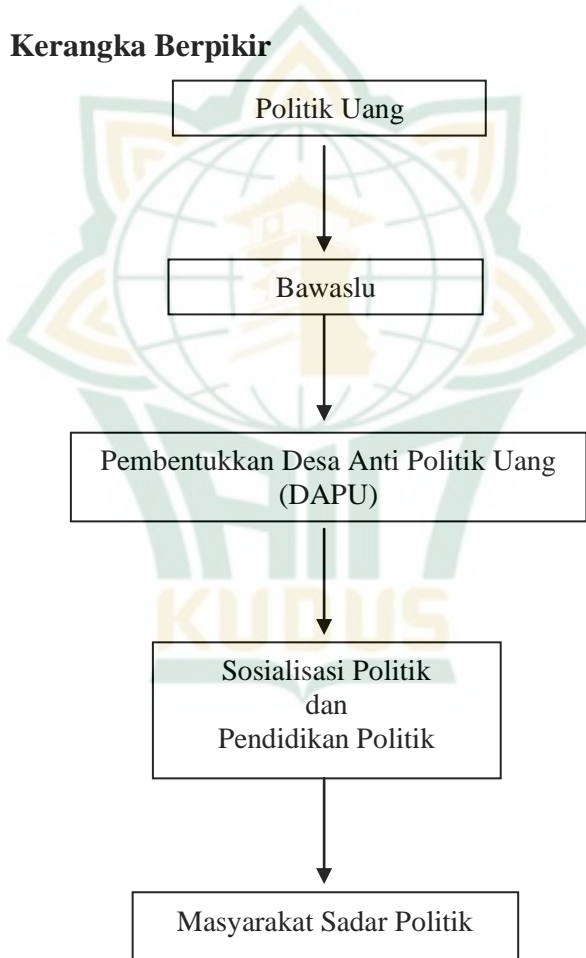 Kerangka Berpikir
Politik Uang
Bawaslu
Pembentukkan Desa Anti Politik Uang
(DAPU)
KUDUS
Sosialisasi Politik
dan
Pendidikan Politik
Masyarakat Sadar Politik